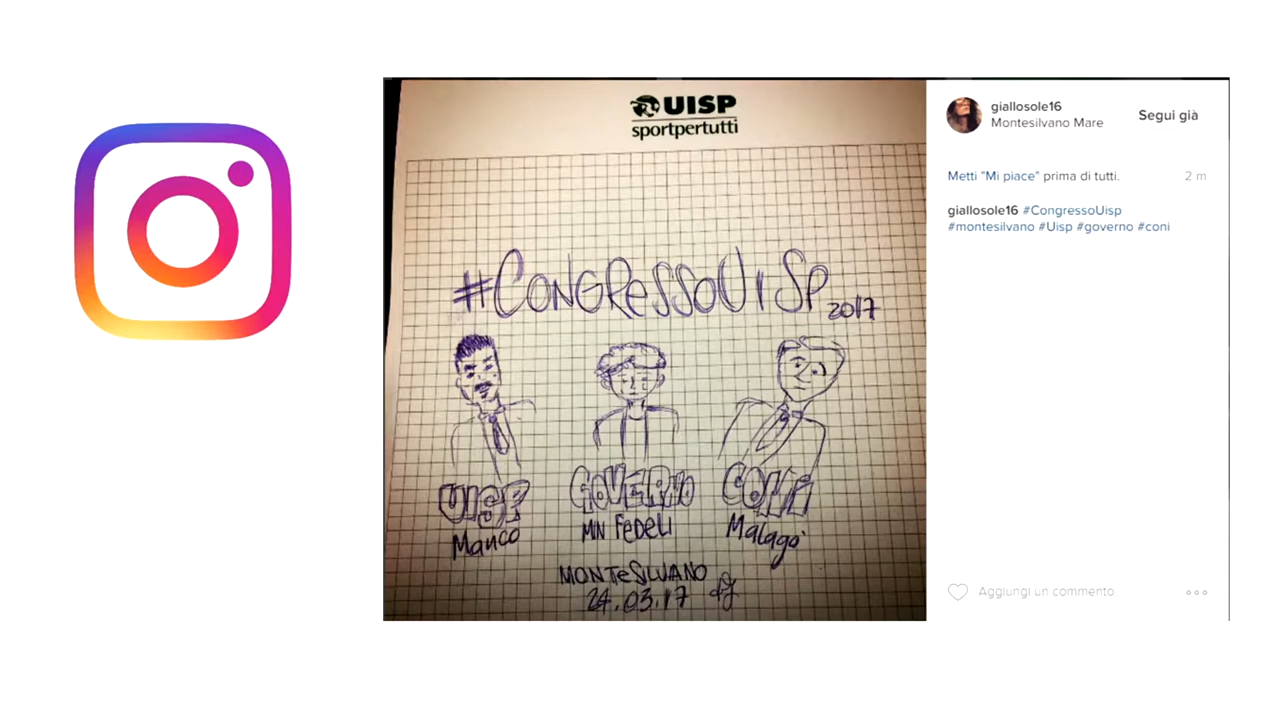 UISP
sportpertutti
#CONGRessoUiSP 2017
UISP
Manco
GOVERNO
MIN FeDeLI
CONi
Malagò
MONTeSILVANO
24.03.17
giallosole16
Montesilvano Mare
Segui già
Metti "Mi piace" prima di tutti.
2 m
giallosole16 #CongressoUisp
#montesilvano #Uisp #governo #coni
Aggiungi un commento